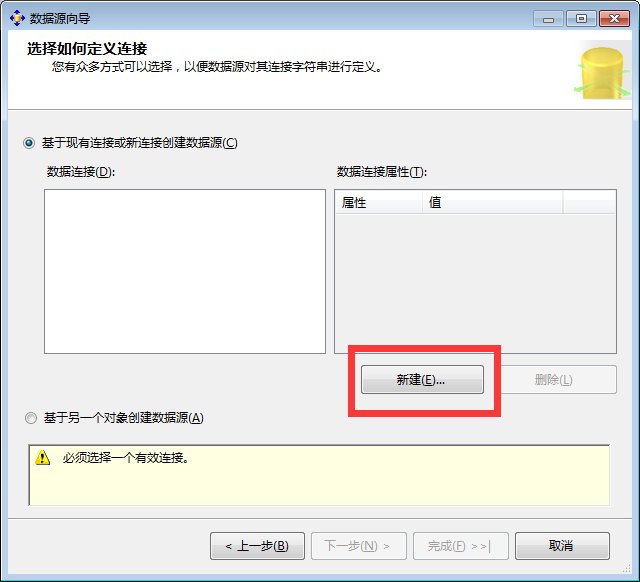 数据源向导
选择如何定义连接
您有众多方式可以选择，以便数据源对其连接字符串进行定义。
基于现有连接或新连接创建数据源(C)
数据连接(D):
数据连接属性(T):
属性 值
新建(E)... 删除(L)
基于另一个对象创建数据源(A)
必须选择一个有效连接。
< 上一步(B) 下一步(N) > 完成(F) >>| 取消